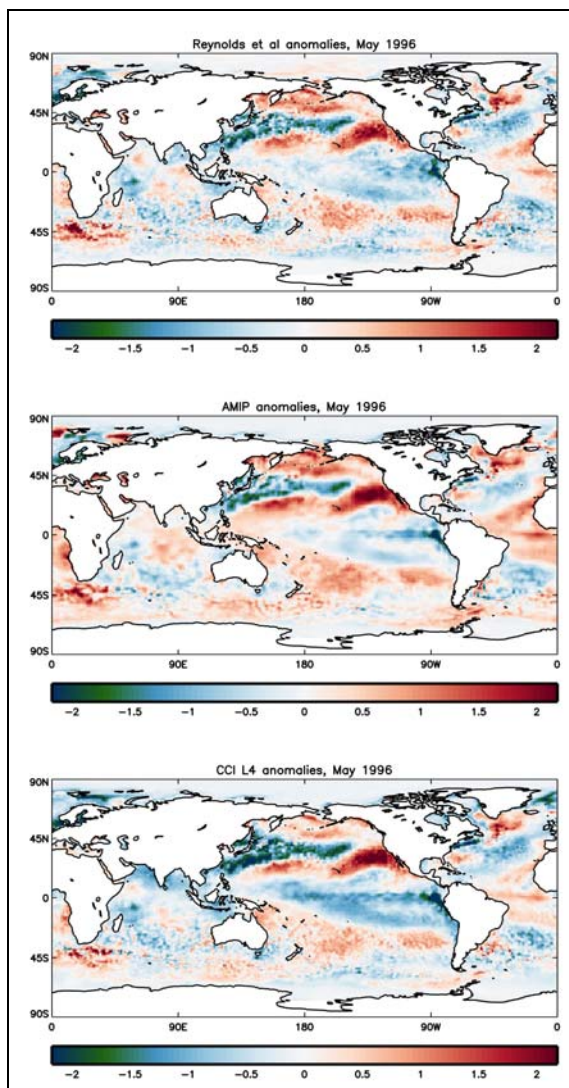 Reynolds et al anomalies, May 1996
90N
45N
0
45S
90S
0 90E 180 90W 0
-2 -1.5 -1 -0.5 0 0.5 1 1.5 2
AMIP anomalies, May 1996
90N
45N
0
45S
90S
0 90E 180 90W 0
-2 -1.5 -1 -0.5 0 0.5 1 1.5 2
CCI L4 anomalies, May 1996
90N
45N
0
45S
90S
0 90E 180 90W 0
-2 -1.5 -1 -0.5 0 0.5 1 1.5 2